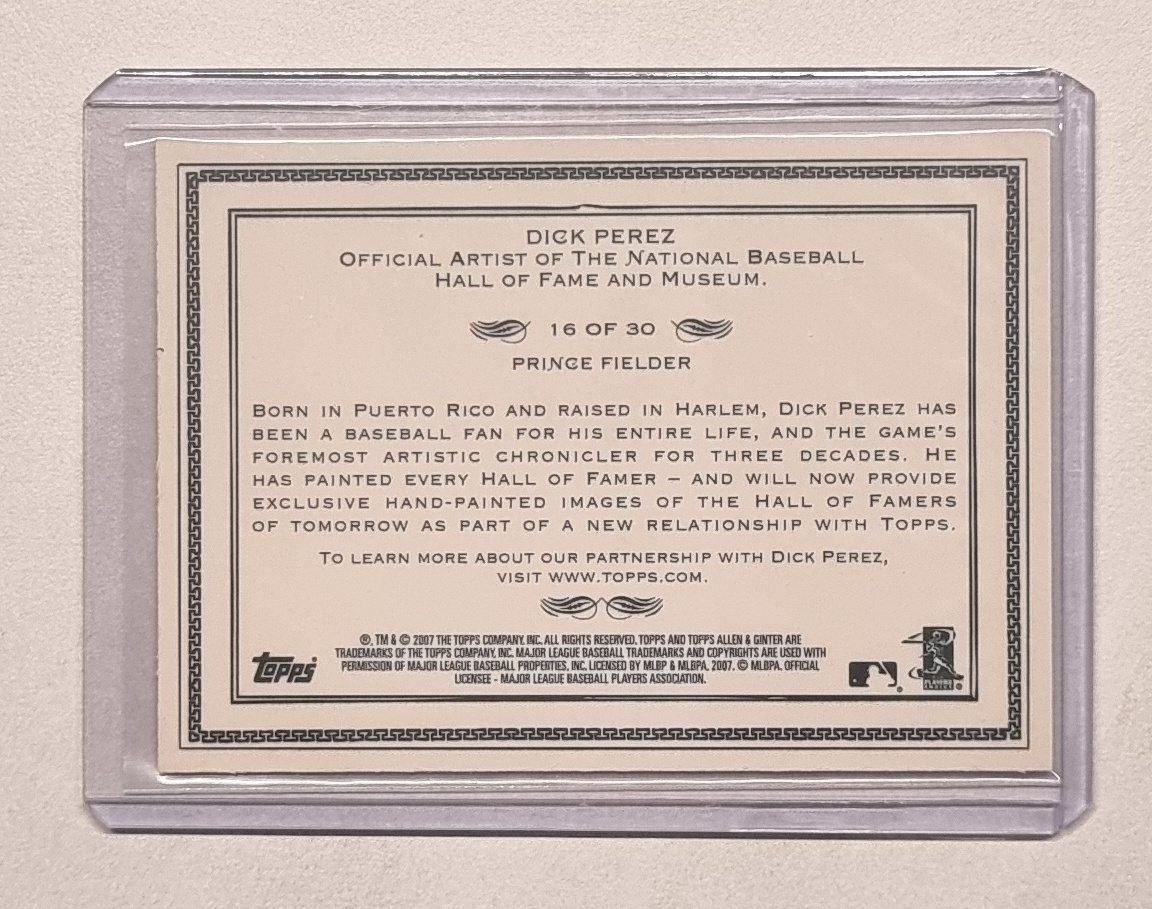 DICK PEREZ
OFFICIAL ARTIST OF THE NATIONAL BASEBALL
HALL OF FAME AND MUSEUM.
16 OF 30
PRINCE FIELDER
BORN IN PUERTO RICO AND RAISED IN HARLEM, DICK PEREZ HAS
BEEN A BASEBALL FAN FOR HIS ENTIRE LIFE, AND THE GAME'S
FOREMOST ARTISTIC CHRONICLER FOR THREE DECADES. HE
HAS PAINTED EVERY HALL OF FAMER – AND WILL NOW PROVIDE
EXCLUSIVE HAND-PAINTED IMAGES OF THE HALL OF FAMERS
OF TOMORROW AS PART OF A NEW RELATIONSHIP WITH TOPPS.
TO LEARN MORE ABOUT OUR PARTNERSHIP WITH DICK PEREZ,
VISIT WWW.TOPPS.COM.
®, TM & © 2007 THE TOPPS COMPANY, INC. ALL RIGHTS RESERVED. TOPPS AND TOPPS ALLEN & GINTER ARE
TRADEMARKS OF THE TOPPS COMPANY, INC. MAJOR LEAGUE BASEBALL TRADEMARKS AND COPYRIGHTS ARE USED WITH
PERMISSION OF MAJOR LEAGUE BASEBALL PROPERTIES, INC. LICENSED BY MLBP & MLBPA, 2007. © MLBPA. OFFICIAL
LICENSEE - MAJOR LEAGUE BASEBALL PLAYERS ASSOCIATION.
Topps
PLAYERS
CHOICE